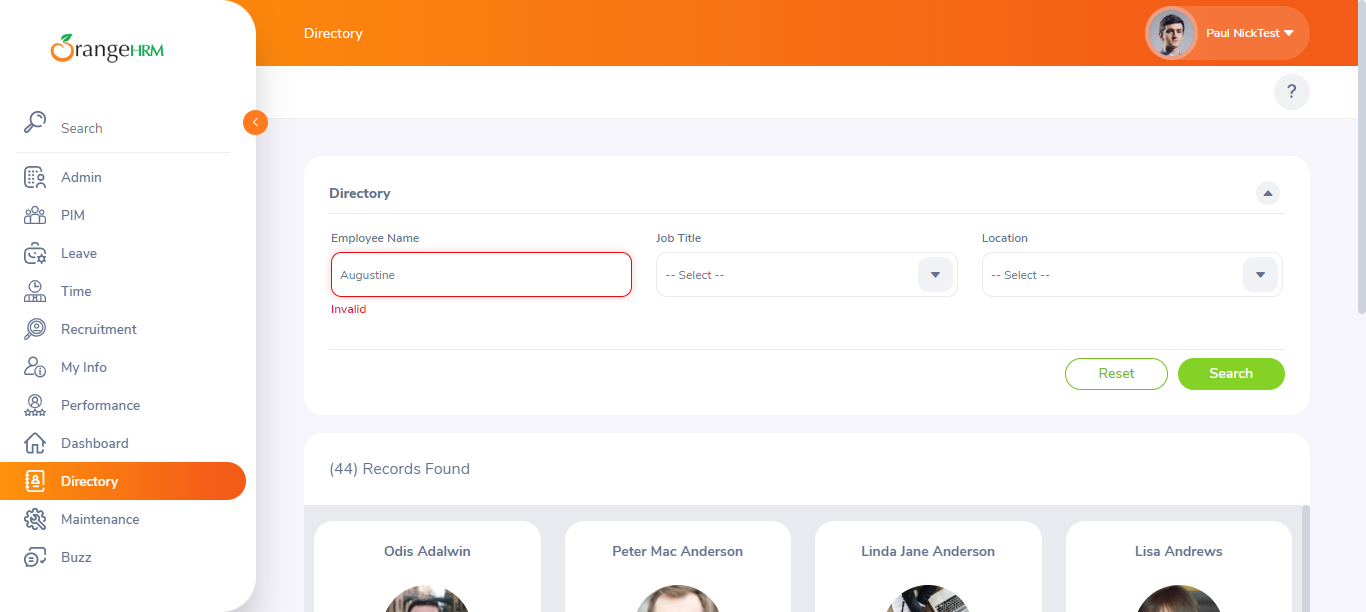 OrangeHRM
Directory
Paul NickTest
?
Search
Admin
PIM
Leave
Time
Recruitment
My Info
Performance
Dashboard
Directory
Maintenance
Buzz
Directory
Employee Name
Job Title
Location
Augustine
-- Select --
-- Select --
Invalid
Reset
Search
(44) Records Found
Odis Adalwin
Peter Mac Anderson
Linda Jane Anderson
Lisa Andrews